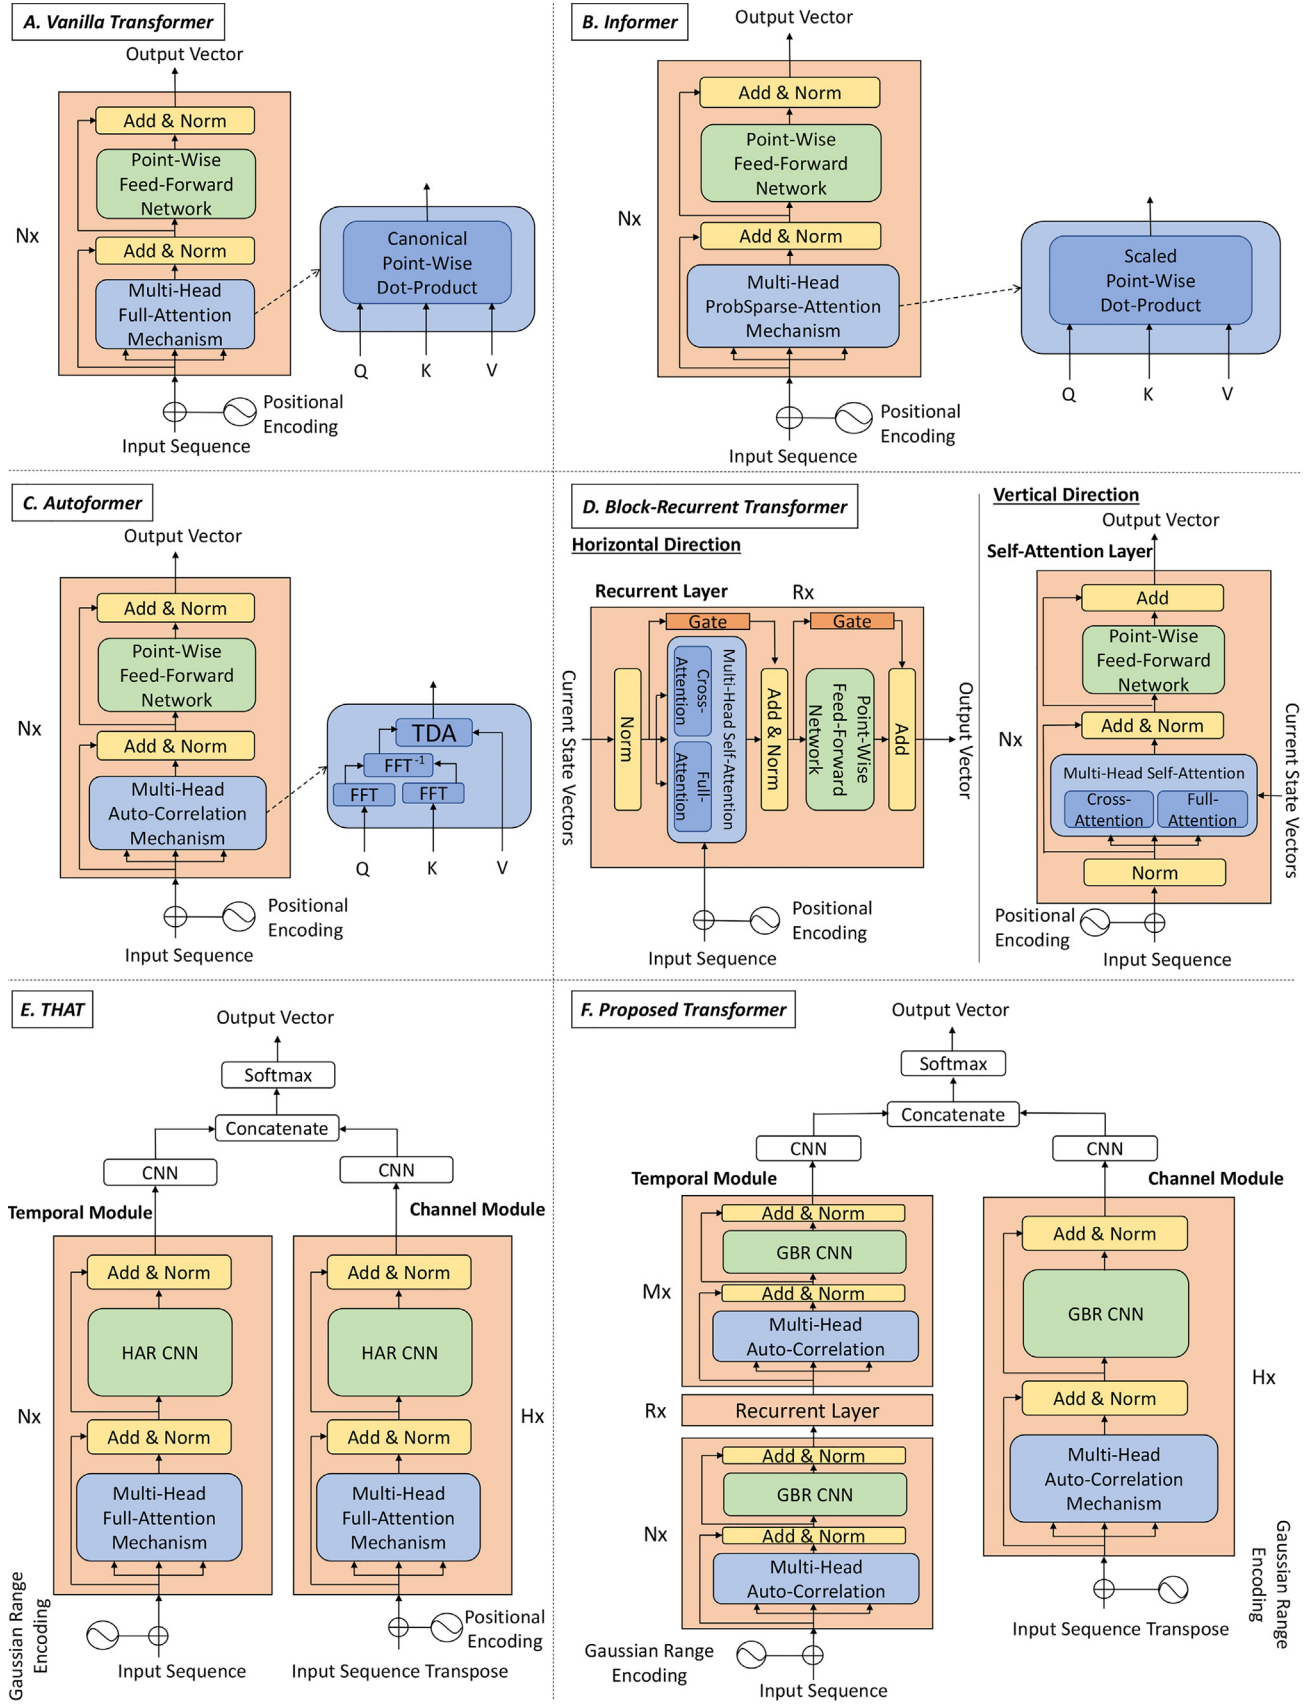 A. Vanilla Transformer
Output Vector
Add & Norm
Point-Wise
Feed-Forward
Network
Nx
Add & Norm
Multi-Head
Full-Attention
Mechanism
Canonical
Point-Wise
Dot-Product
Q K V
Positional
Encoding
Input Sequence
B. Informer
Output Vector
Add & Norm
Point-Wise
Feed-Forward
Network
Nx
Add & Norm
Multi-Head
ProbSparse-Attention
Mechanism
Scaled
Point-Wise
Dot-Product
Q K V
Positional
Encoding
Input Sequence
C. Autoformer
Output Vector
Add & Norm
Point-Wise
Feed-Forward
Network
Nx
Add & Norm
Multi-Head
Auto-Correlation
Mechanism
TDA
FFT-1
FFT FFT
Q K V
Positional
Encoding
Input Sequence
D. Block-Recurrent Transformer
Horizontal Direction
Recurrent Layer
Rx
Gate
Gate
Current State Vectors
Norm
Cross-
Attention
Full-
Attention
Multi-Head Self-Attention
Add & Norm
Point-Wise
Feed-Forward
Network
Add
Output Vector
Positional
Encoding
Input Sequence
Vertical Direction
Output Vector
Self-Attention Layer
Add
Point-Wise
Feed-Forward
Network
Nx
Add & Norm
Multi-Head Self-Attention
Cross-
Attention
Full-
Attention
Current State Vectors
Norm
Positional
Encoding
Input Sequence
E. THAT
Output Vector
Softmax
Concatenate
CNN
CNN
Temporal Module
Channel Module
Add & Norm
HAR CNN
Nx
Add & Norm
Multi-Head
Full-Attention
Mechanism
Gaussian Range
Encoding
Input Sequence
Add & Norm
HAR CNN
Hx
Add & Norm
Multi-Head
Full-Attention
Mechanism
Positional
Encoding
Input Sequence Transpose
F. Proposed Transformer
Output Vector
Softmax
Concatenate
CNN
CNN
Temporal Module
Channel Module
Add & Norm
GBR CNN
Mx
Add & Norm
Multi-Head
Auto-Correlation
Rx
Recurrent Layer
Add & Norm
GBR CNN
Nx
Add & Norm
Multi-Head
Auto-Correlation
Gaussian Range
Encoding
Input Sequence
Add & Norm
GBR CNN
Hx
Add & Norm
Multi-Head
Auto-Correlation
Mechanism
Gaussian Range
Encoding
Input Sequence Transpose